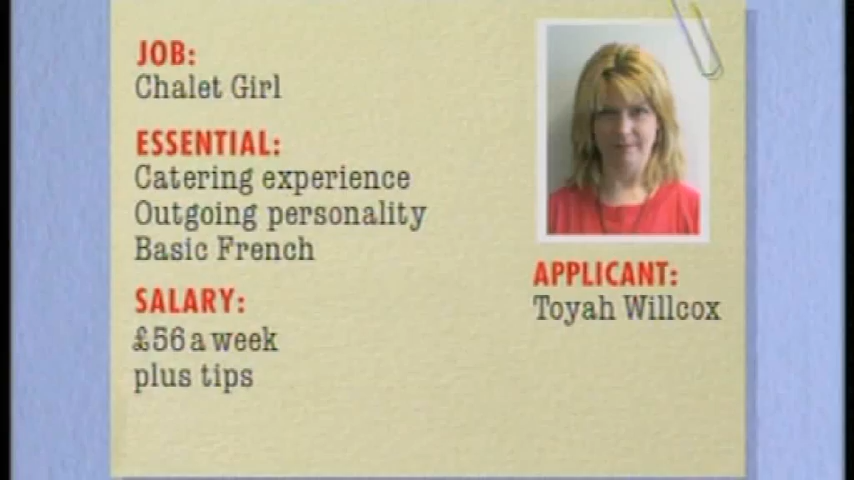 JOB:
Chalet Girl
ESSENTIAL:
Catering experience
Outgoing personality
Basic French
SALARY:
£56 a week
plus tips
APPLICANT:
Toyah Willcox